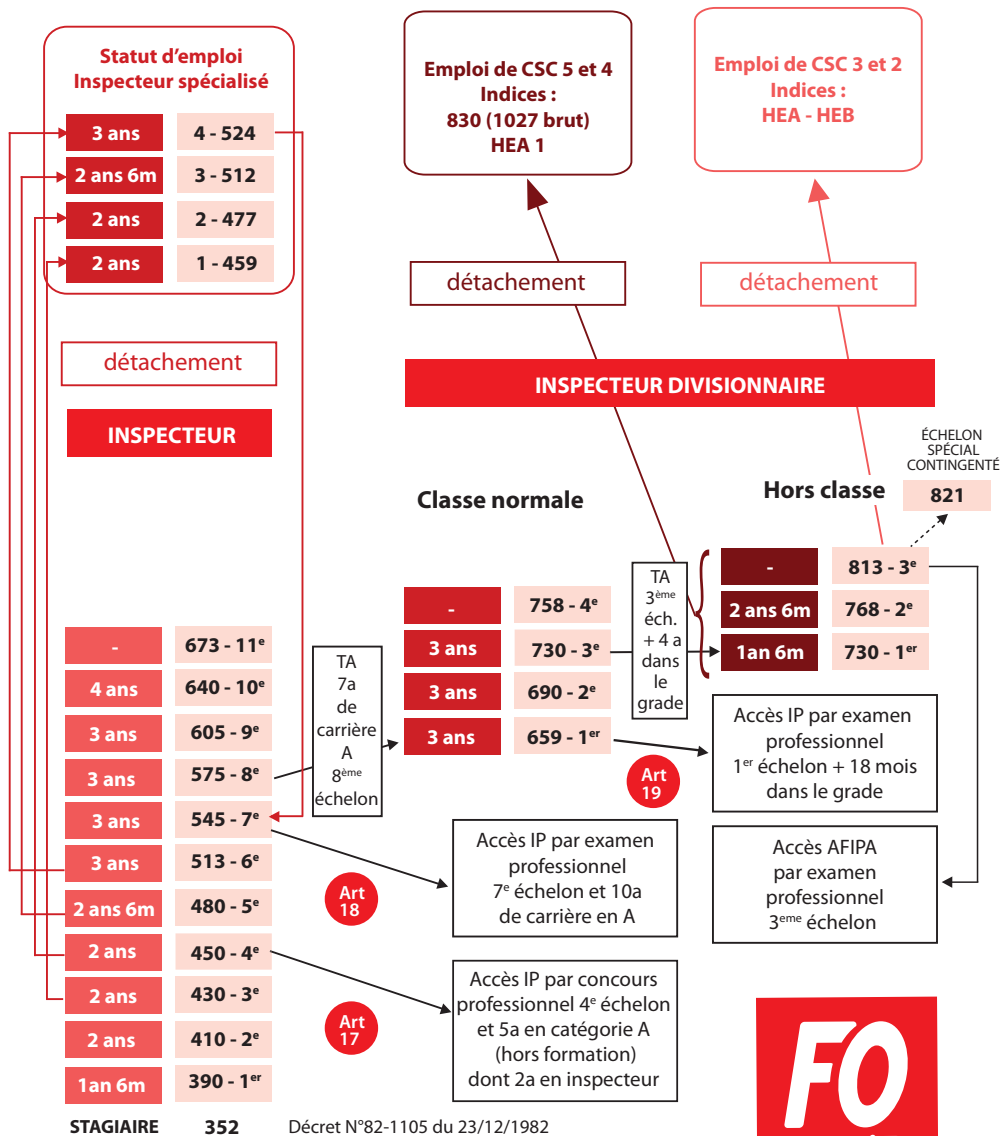 Statut d’emploi
Inspecteur spécialisé
3 ans 4 - 524
2 ans 6m 3 - 512
2 ans 2 - 477
2 ans 1 - 459
détachement
INSPECTEUR
Emploi de CSC 5 et 4
Indices :
830 (1027 brut)
HEA 1
Emploi de CSC 3 et 2
Indices :
HEA - HEB
détachement
détachement
INSPECTEUR DIVISIONNAIRE
ÉCHELON
SPÉCIAL
CONTINGENTÉ
821
Classe normale
Hors classe
- 758 - 4e
3 ans 730 - 3e
3 ans 690 - 2e
3 ans 659 - 1er
TA
3ème
éch.
+ 4 a
dans
le
grade
- 813 - 3e
2 ans 6m 768 - 2e
1an 6m 730 - 1er
- 673 - 11e
4 ans 640 - 10e
3 ans 605 - 9e
3 ans 575 - 8e
3 ans 545 - 7e
3 ans 513 - 6e
2 ans 6m 480 - 5e
2 ans 450 - 4e
2 ans 430 - 3e
2 ans 410 - 2e
1an 6m 390 - 1er
STAGIAIRE 352
TA
7a
de
carrière
A
8ème
échelon
Art
19
Accès IP par examen
professionnel
1er échelon + 18 mois
dans le grade
Art
18
Accès IP par examen
professionnel
7e échelon et 10a
de carrière en A
Accès AFIPA
par examen
professionnel
3eme échelon
Art
17
Accès IP par concours
professionnel 4e échelon
et 5a en catégorie A
(hors formation)
dont 2a en inspecteur
Décret N°82-1105 du 23/12/1982
FO